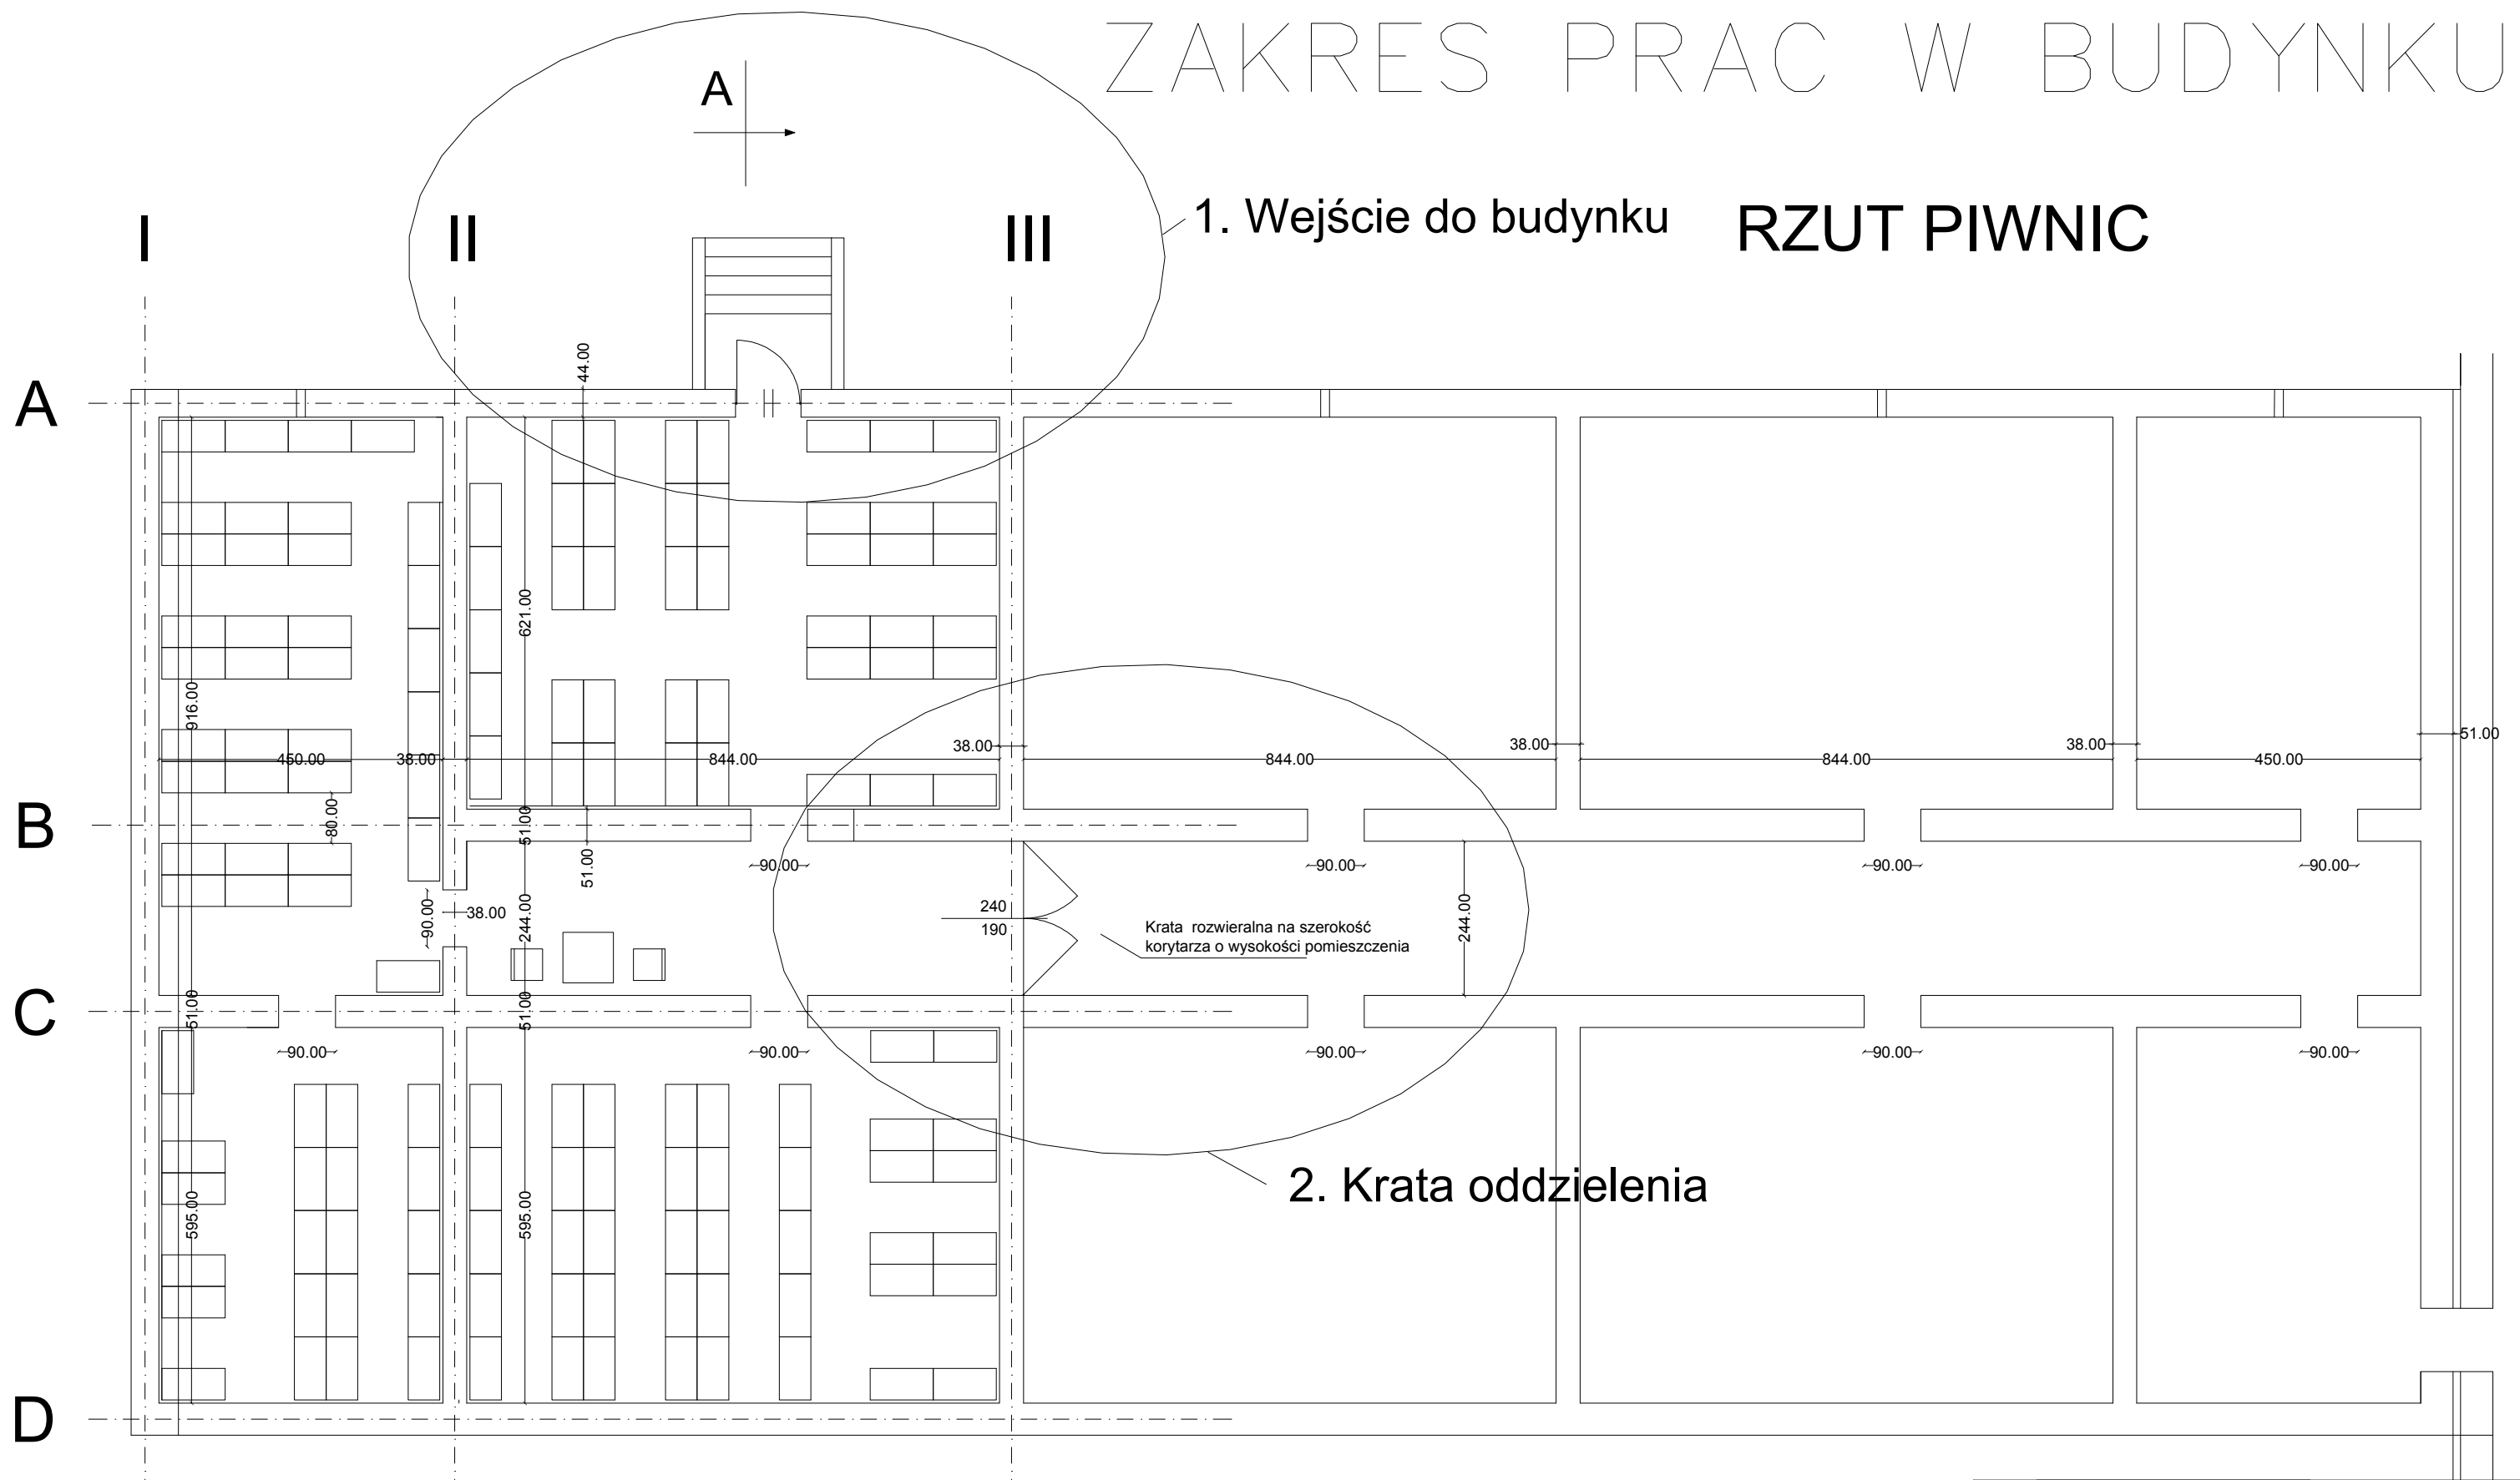 ZAKRES PRAC W BUDYNKU
A
1. Wejście do budynku
RZUT PIWNIC
I
II
III
44.00
A
621.00
916.00
38.00
38.00
38.00
51.00
450.00
38.00
844.00
844.00
844.00
450.00
80.00
51.00
B
51.00
90.00
90.00
90.00
90.00
90.00
38.00
244.00
240
190
Krata rozwieralna na szerokość
korytarza o wysokości pomieszczenia
244.00
51.00
51.00
C
90.00
90.00
90.00
90.00
90.00
2. Krata oddzielenia
595.00
595.00
D